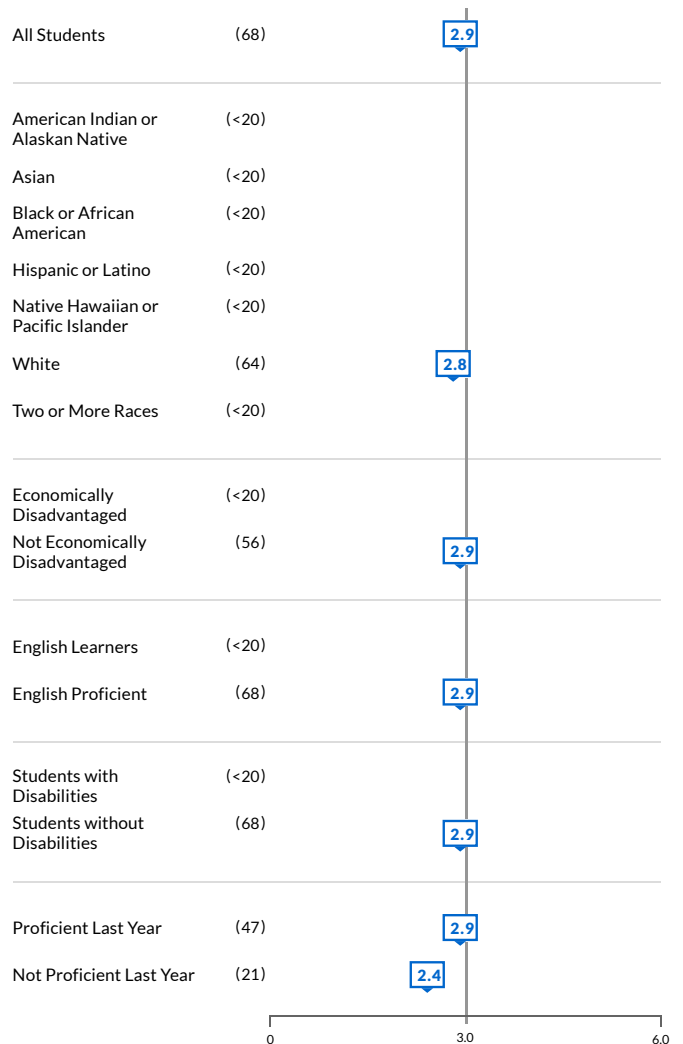 All Students (68) 2.9
American Indian or (<20)
Alaskan Native
Asian (<20)
Black or African (<20)
American
Hispanic or Latino (<20)
Native Hawaiian or (<20)
Pacific Islander
White (64) 2.8
Two or More Races (<20)
Economically (<20)
Disadvantaged
Not Economically (56) 2.9
Disadvantaged
English Learners (<20)
English Proficient (68) 2.9
Students with (<20)
Disabilities
Students without (68) 2.9
Disabilities
Proficient Last Year (47) 2.9
Not Proficient Last Year (21) 2.4
0 3.0 6.0